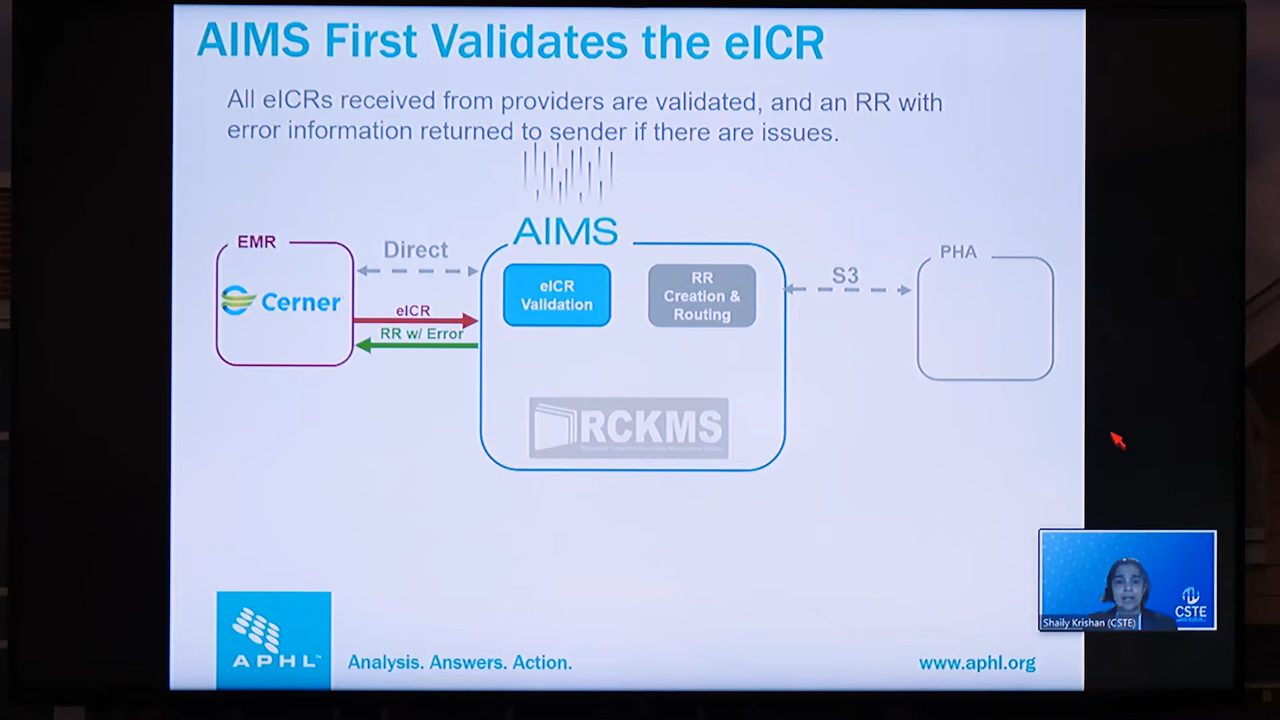 AIMS First Validates the eICR
All eICRs received from providers are validated, and an RR with
error information returned to sender if there are issues.
AIMS
EMR
Direct
PHA
Cerner
eICR
Validation
RR
Creation &
Routing
S3
eICR
RR w/ Error
RCKMS
CSTE
Shaily Krishan (CSTE)
APHL™
Analysis. Answers. Action.
www.aphl.org